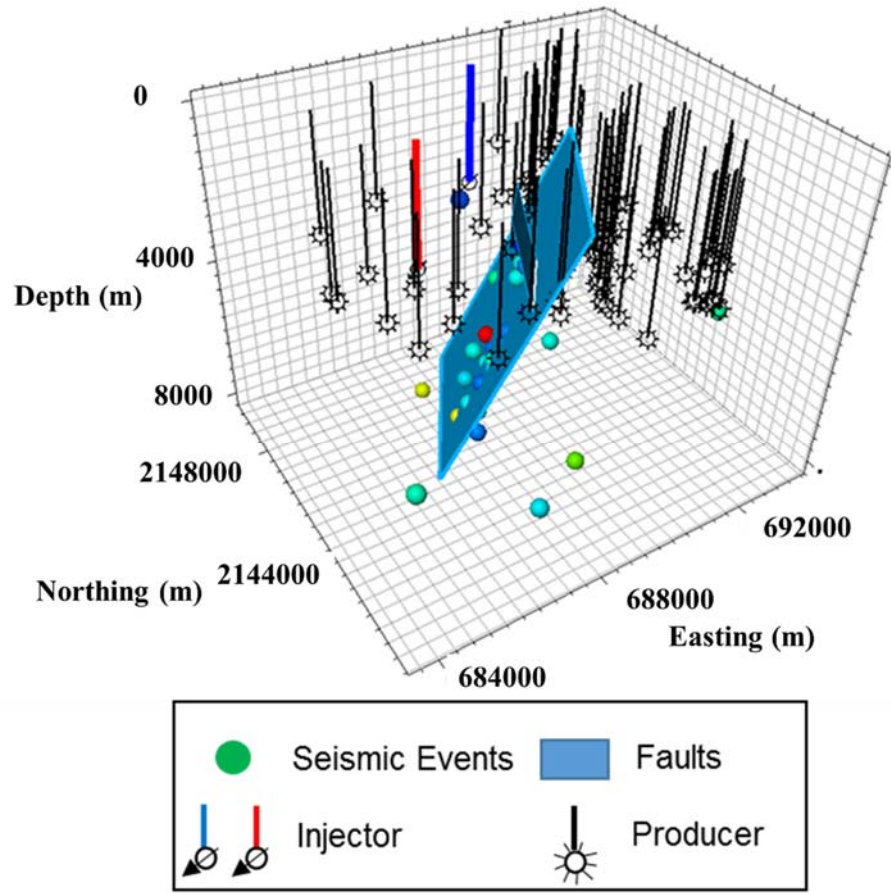 0
4000
Depth (m)
8000
2148000
Northing (m)
2144000
692000
688000
Easting (m)
684000
Seismic Events
Faults
Injector
Producer